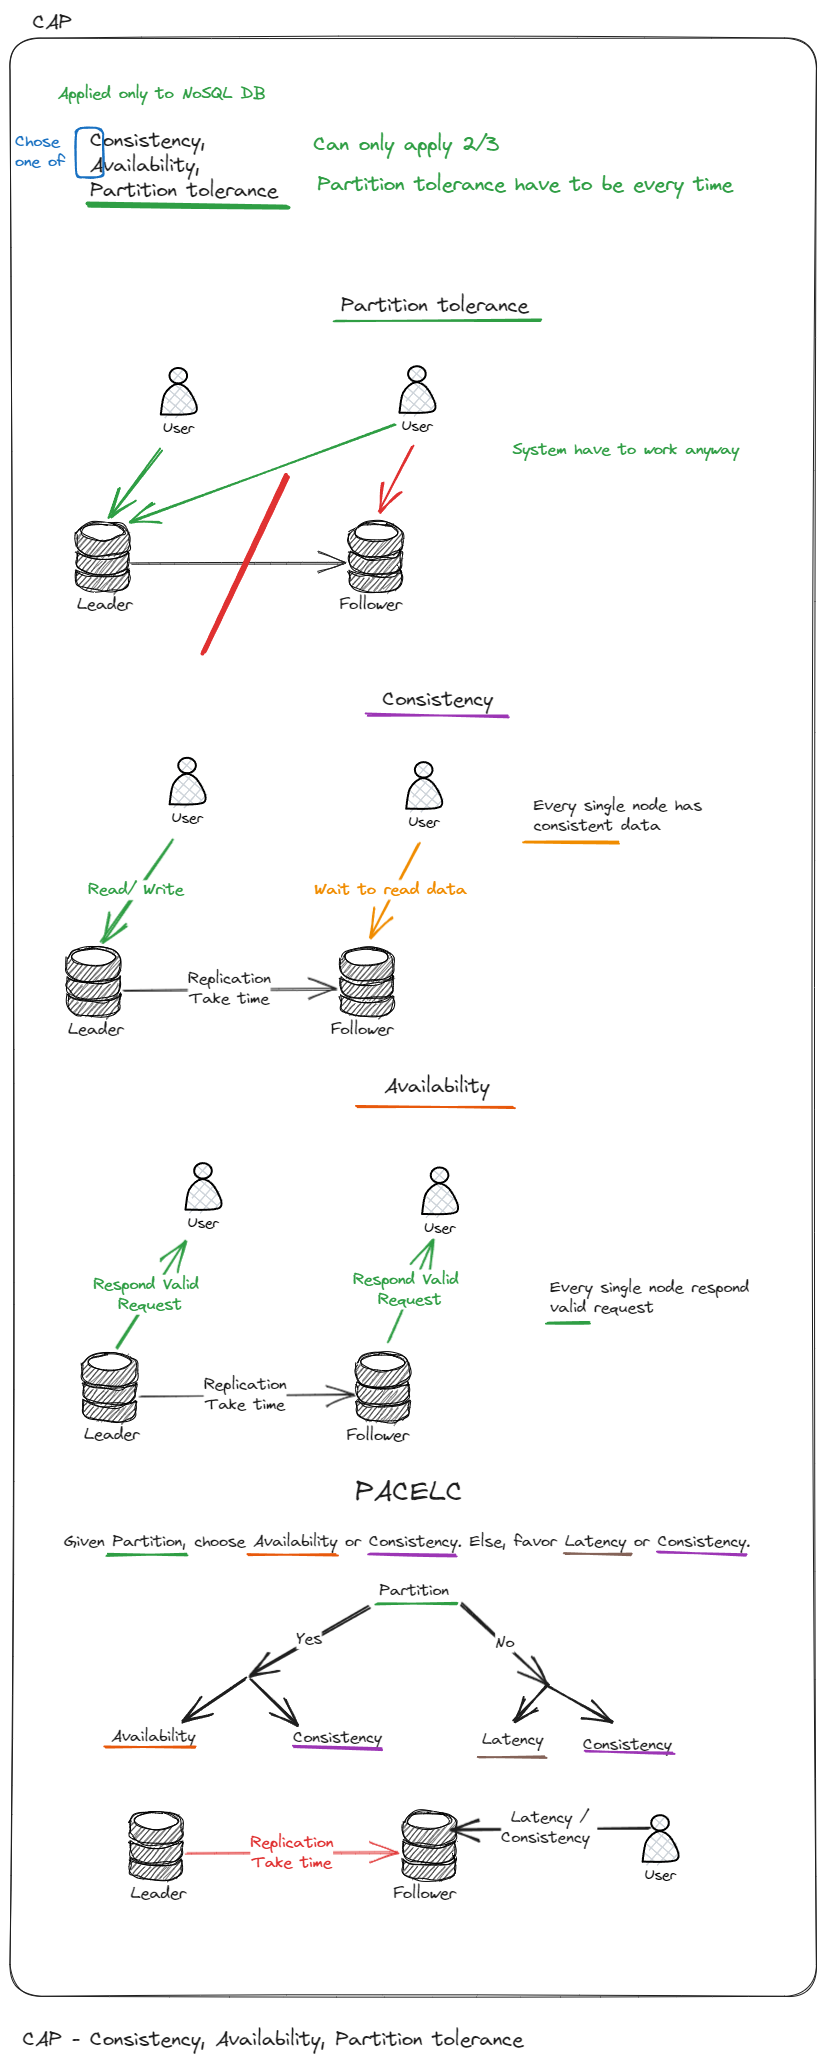 CAP
Applied only to NoSQL DB
Chose
one of
Consistency,
Availability,
Partition tolerance
Can only apply 2/3
Partition tolerance have to be every time
Partition tolerance
User
User
System have to work anyway
Leader
Follower
Consistency
User
User
Every single node has
consistent data
Read/ Write
Wait to read data
Replication
Take time
Leader
Follower
Availability
User
User
Respond Valid
Request
Respond Valid
Request
Every single node respond
valid request
Replication
Take time
Leader
Follower
PACELC
Given Partition, choose Availability or Consistency. Else, favor Latency or Consistency.
Partition
Yes
No
Availability
Consistency
Latency
Consistency
Replication
Take time
Latency /
Consistency
Leader
Follower
User
CAP - Consistency, Availability, Partition tolerance